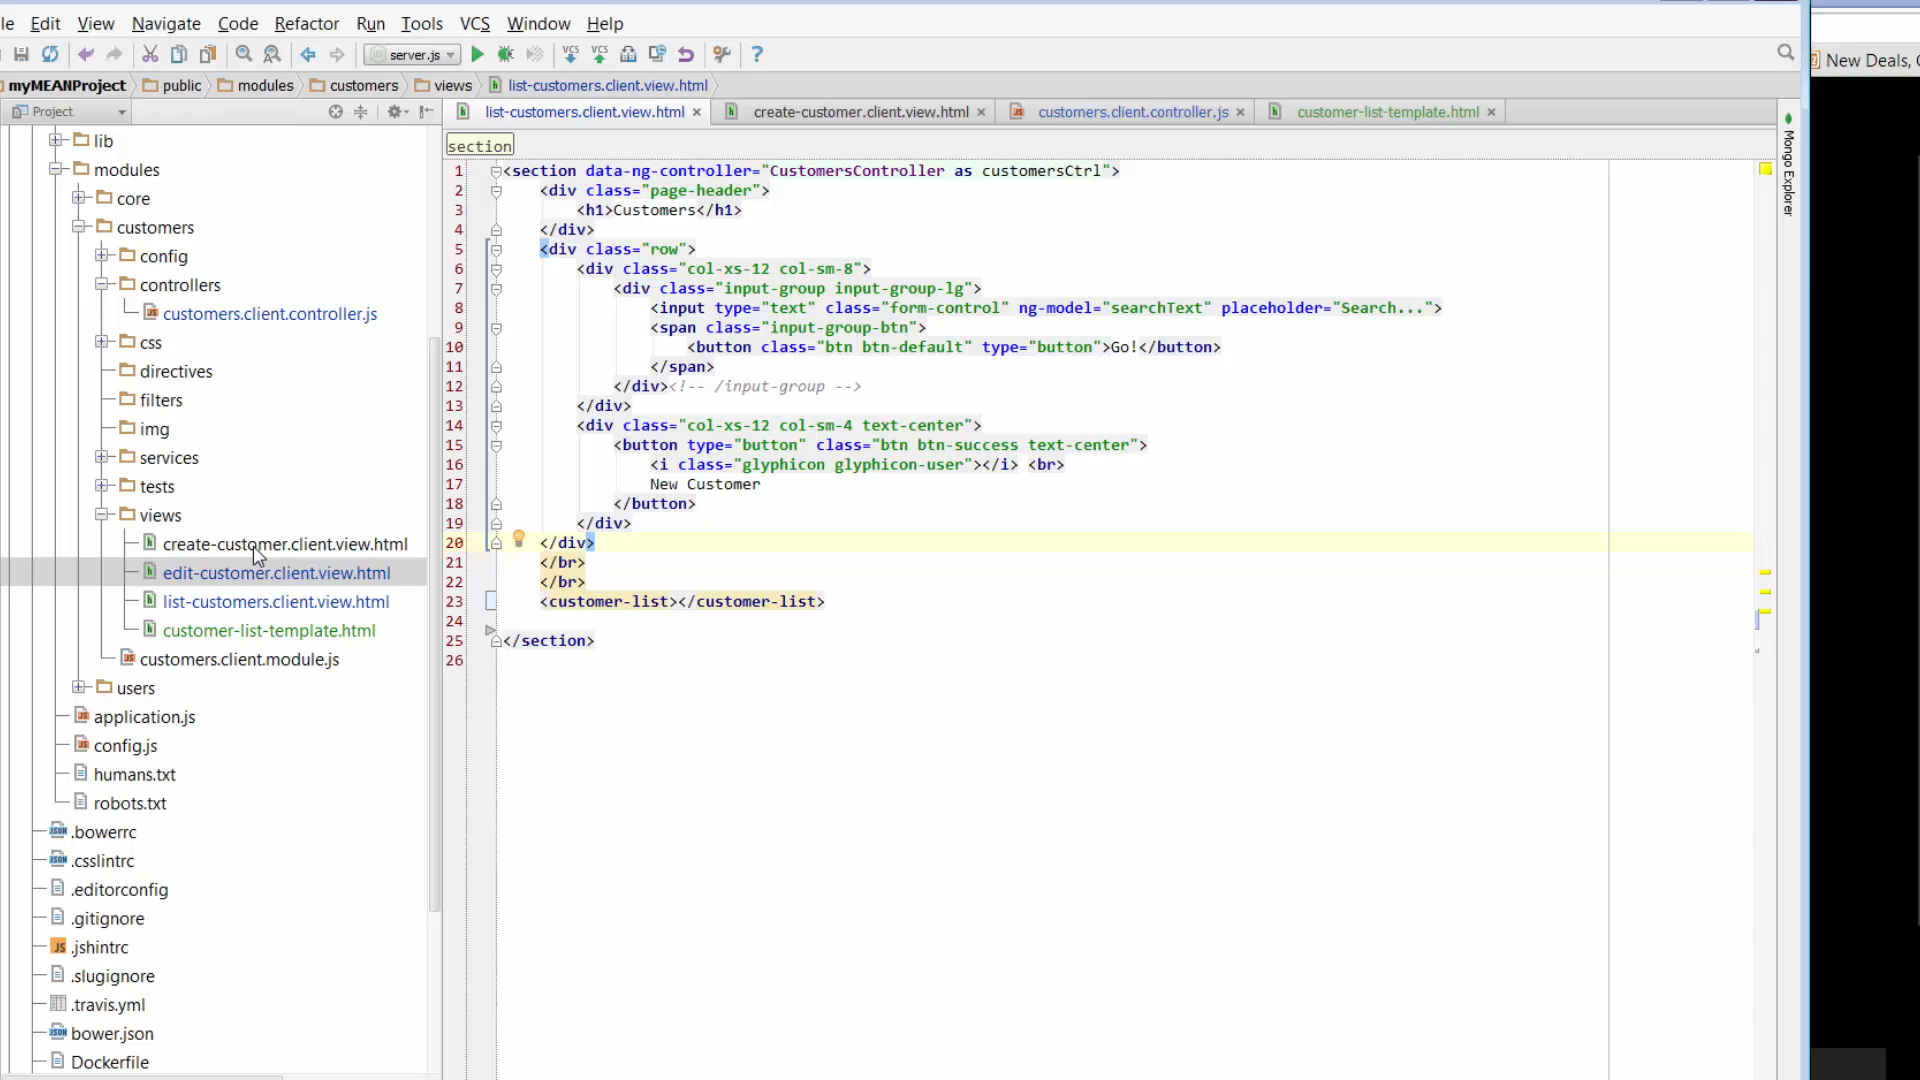 le Edit View Navigate Code Refactor Run Tools VCS Window Help
server.js
VCS VCS
New Deals, C
myMEANProject public modules customers views list-customers.client.view.html
Project
list-customers.client.view.html create-customer.client.view.html customers.client.controller.js customer-list-template.html
section
Mongo Explorer
lib
modules
core
customers
config
controllers
customers.client.controller.js
css
directives
filters
img
services
tests
views
create-customer.client.view.html
edit-customer.client.view.html
list-customers.client.view.html
customer-list-template.html
customers.client.module.js
users
application.js
config.js
humans.txt
robots.txt
.bowerrc
.csslintrc
.editorconfig
.gitignore
.jshintrc
.slugignore
.travis.yml
bower.json
Dockerfile
1 <section data-ng-controller="CustomersController as customersCtrl">
2 <div class="page-header">
3 <h1>Customers</h1>
4 </div>
5 <div class="row">
6 <div class="col-xs-12 col-sm-8">
7 <div class="input-group input-group-lg">
8 <input type="text" class="form-control" ng-model="searchText" placeholder="Search...">
9 <span class="input-group-btn">
10 <button class="btn btn-default" type="button">Go!</button>
11 </span>
12 </div><!-- /input-group -->
13 </div>
14 <div class="col-xs-12 col-sm-4 text-center">
15 <button type="button" class="btn btn-success text-center">
16 <i class="glyphicon glyphicon-user"></i> <br>
17 New Customer
18 </button>
19 </div>
20 </div>
21 </br>
22 </br>
23 <customer-list></customer-list>
24
25 </section>
26